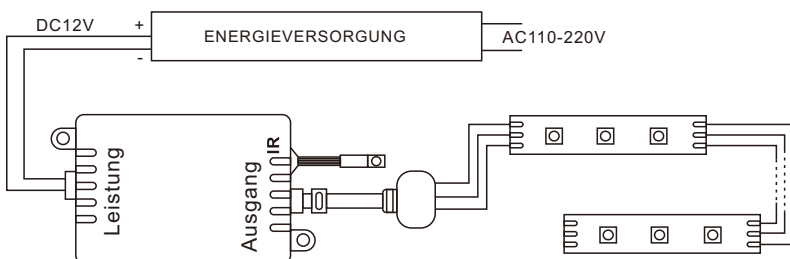 DC12V
+
-
ENERGIEVERSORGUNG
AC110-220V
Leistung
Ausgang
IR